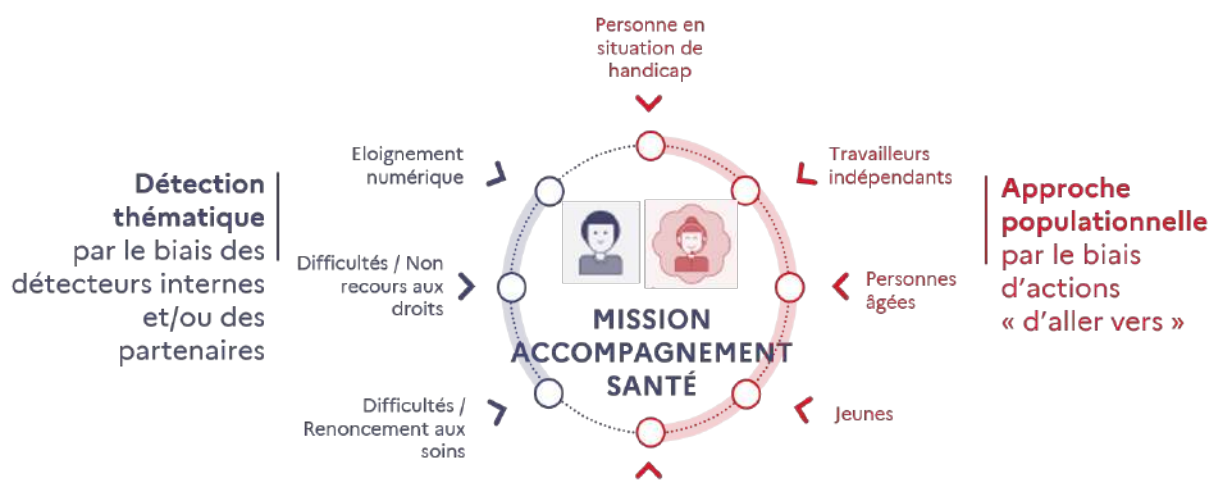 Personne en
situation de
handicap
Eloignement
numérique
Travailleurs
indépendants
Détection
thématique
par le biais des
détecteurs internes
et/ou des
partenaires
Approche
populationnelle
par le biais
d'actions
« d'aller vers »
Difficultés / Non
recours aux
droits
Personnes
âgées
MISSION
ACCOMPAGNEMENT
SANTÉ
Difficultés /
Renoncement aux
soins
Jeunes